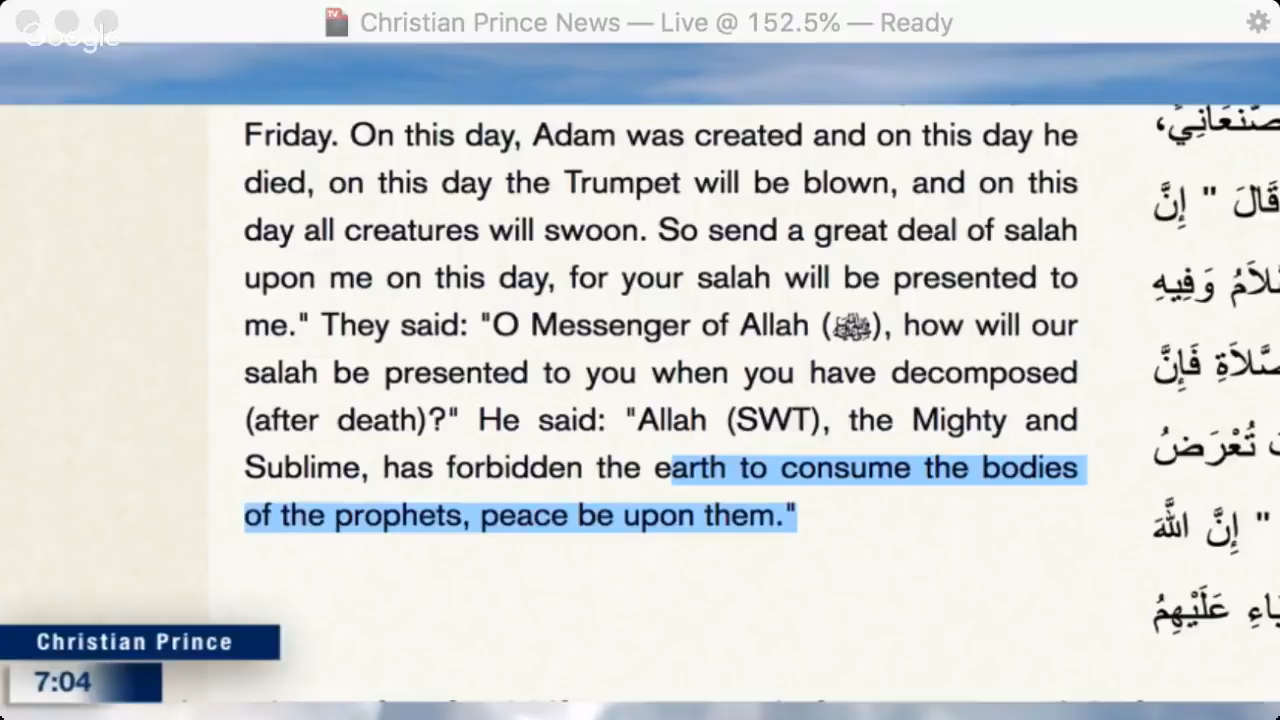 Google
Christian Prince News — Live @ 152.5% — Ready
Friday. On this day, Adam was created and on this day he
died, on this day the Trumpet will be blown, and on this
day all creatures will swoon. So send a great deal of salah
upon me on this day, for your salah will be presented to
me." They said: "O Messenger of Allah (ﷺ), how will our
salah be presented to you when you have decomposed
(after death)?" He said: "Allah (SWT), the Mighty and
Sublime, has forbidden the earth to consume the bodies
of the prophets, peace be upon them."
قَالَ " إِنَّ
وَفِيهِ
فَإِنَّ
تُعْرَضُ
" إِنَّ اللَّهَ
عَلَيْهِمُ
Christian Prince
7:04